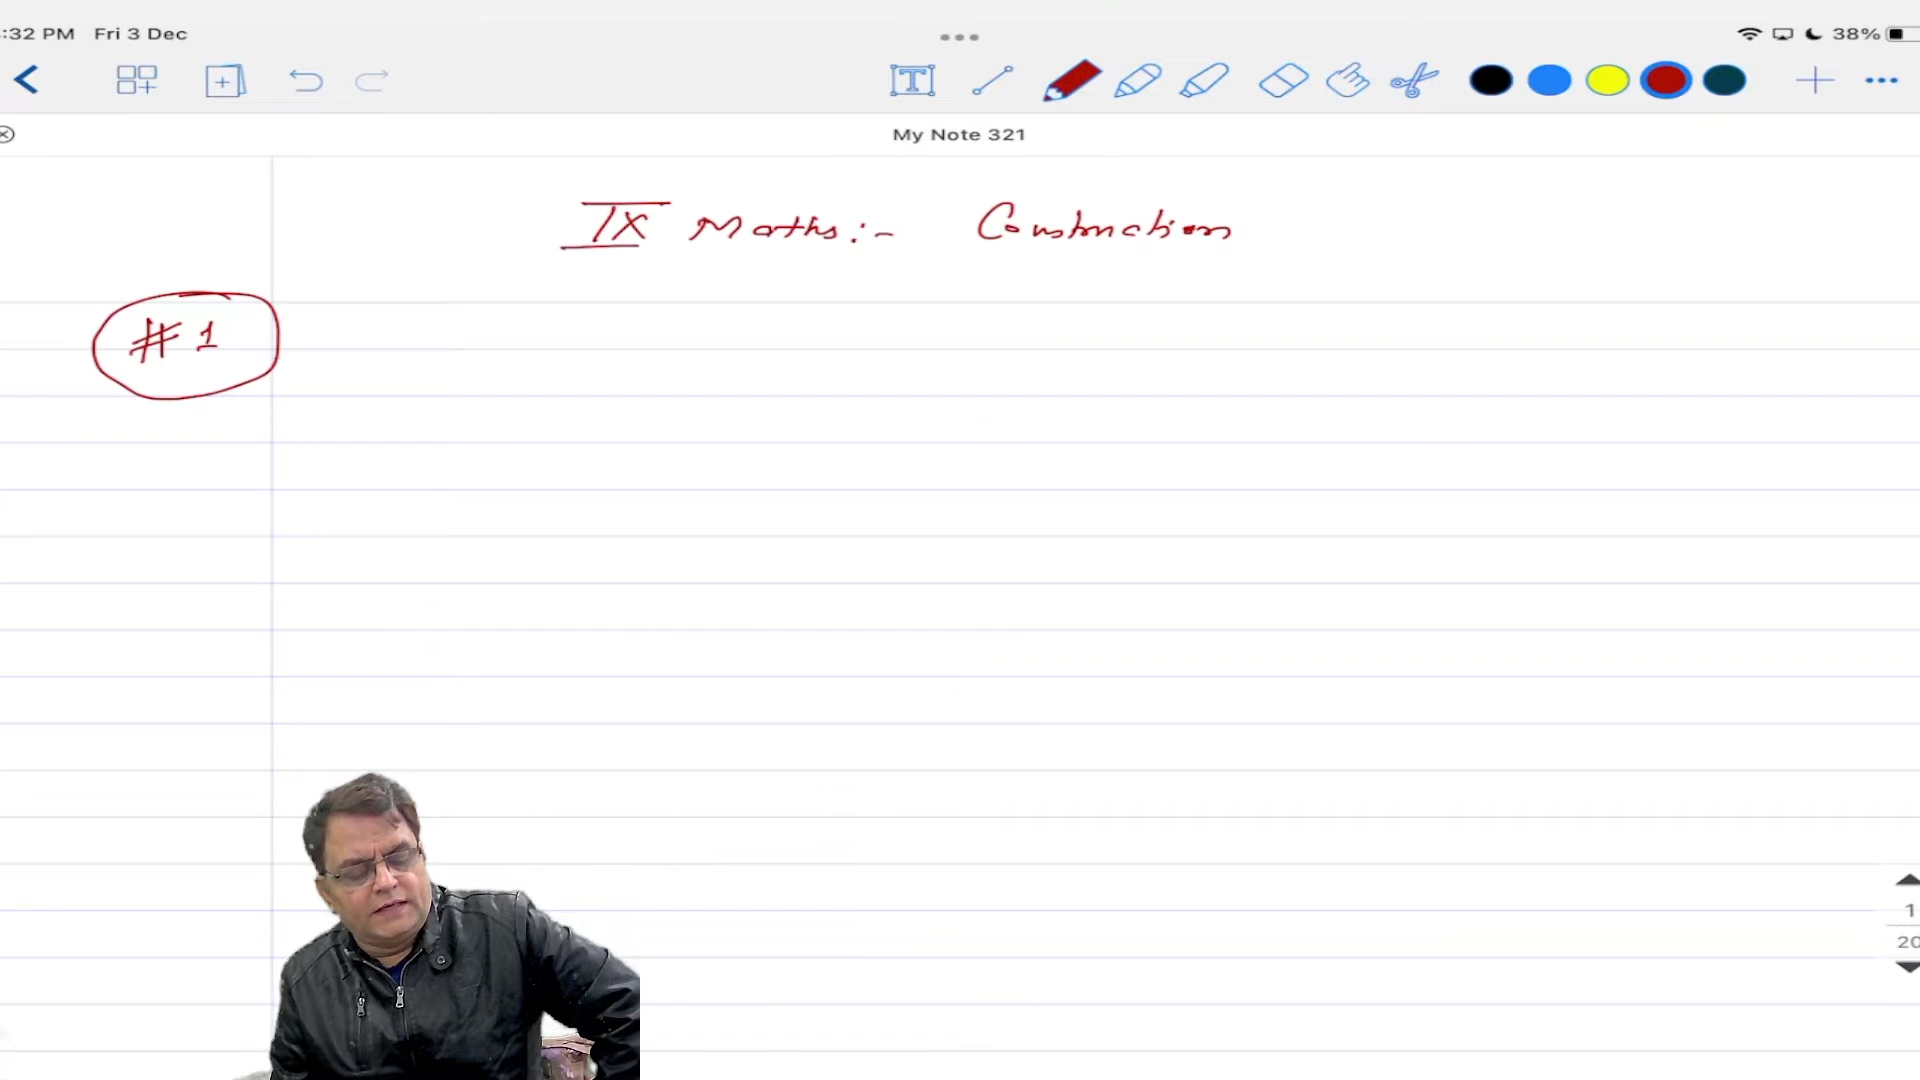 :32 PM Fri 3 Dec
38%
T
My Note 321
IX Maths:- Construction
#1
1
20